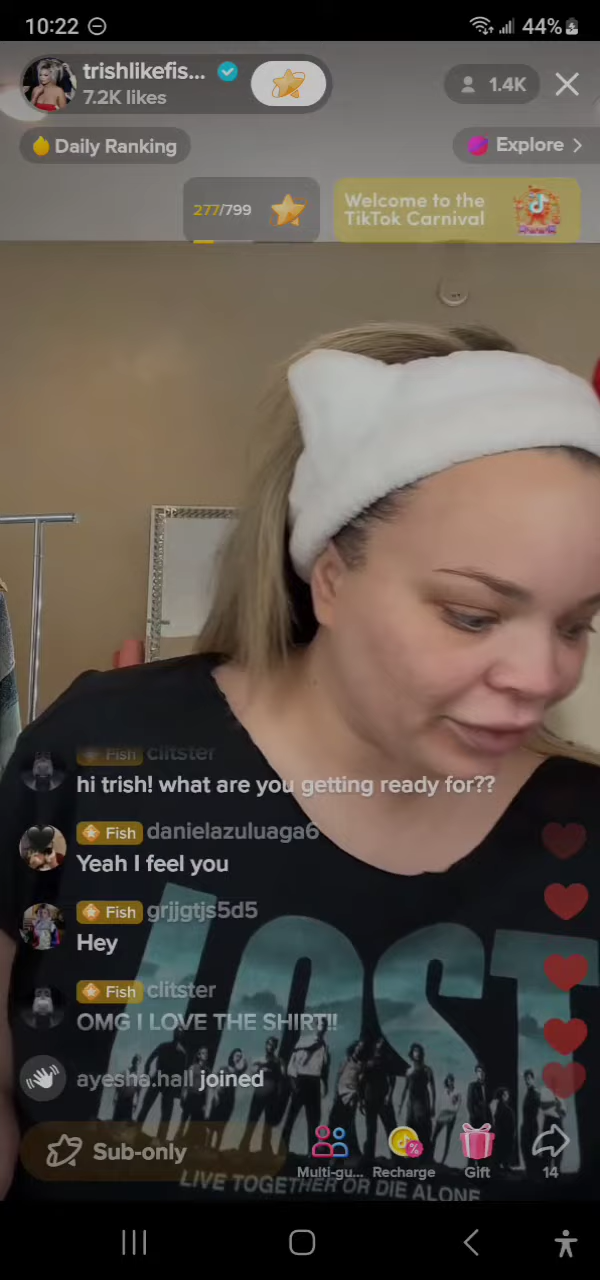 10:22
44%
trishlikefis...
7.2K likes
1.4K
Daily Ranking
Explore >
277/799
Welcome to the
TikTok Carnival
Fish clitster
hi trish! what are you getting ready for??
Fish danielazuluaga6
Yeah I feel you
Fish grjjgtjs5d5
Hey
Fish clitster
OMG I LOVE THE SHIRT!!
ayesha.hall joined
LOST
LIVE TOGETHER OR DIE ALONE
Sub-only
Multi-gu...
Recharge
Gift
14